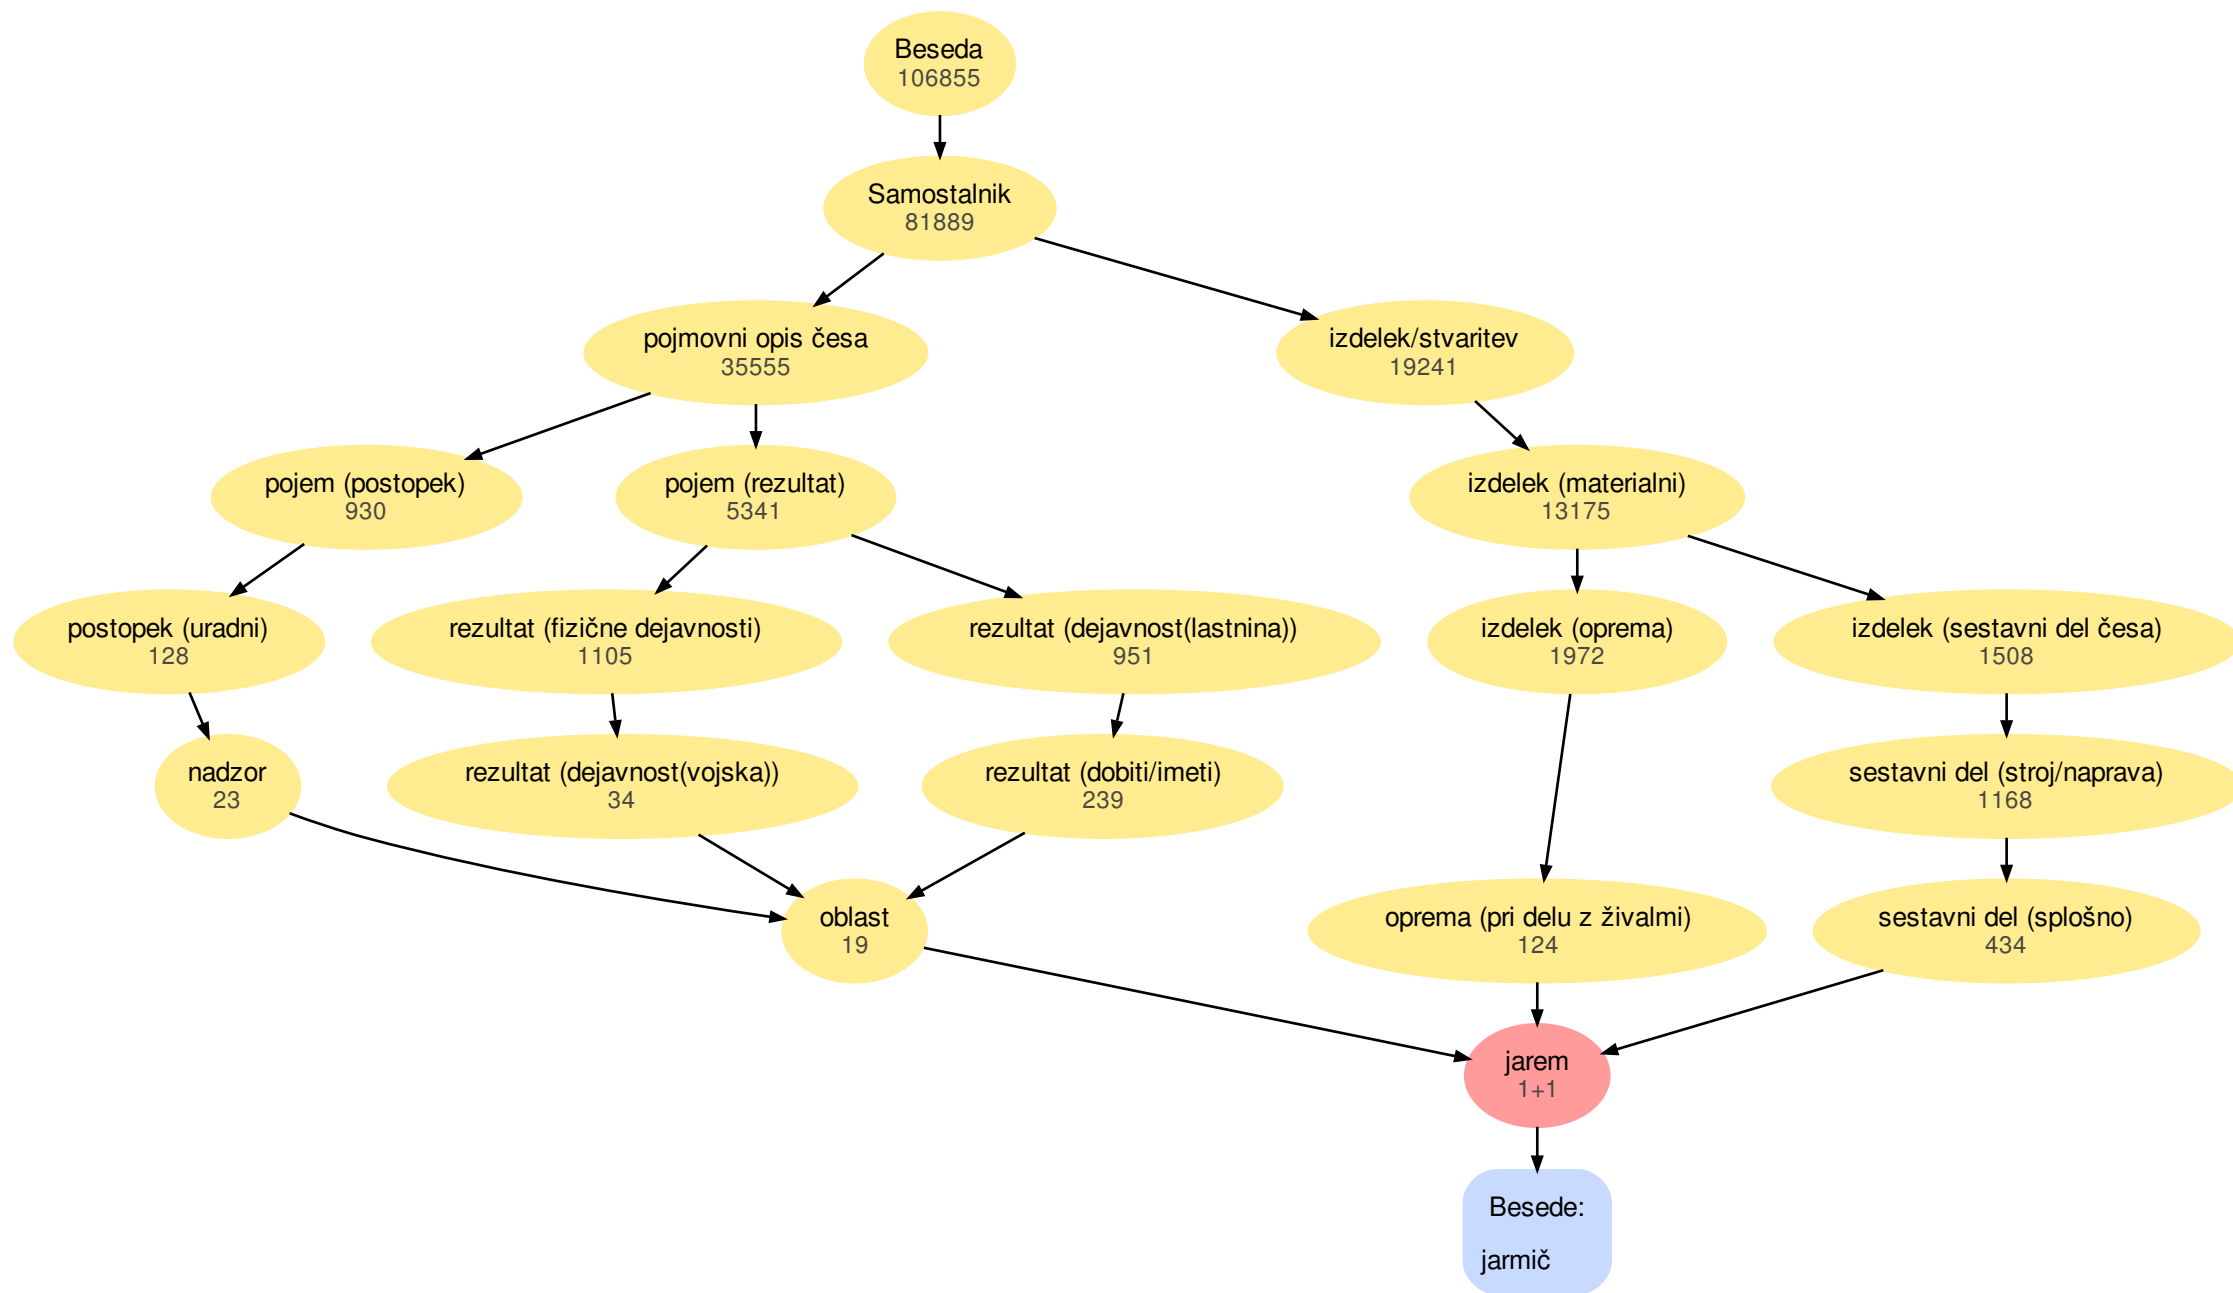 Beseda
106855
Samostalnik
81889
pojmovni opis česa
35555
izdelek/stvaritev
19241
pojem (postopek)
930
pojem (rezultat)
5341
izdelek (materialni)
13175
postopek (uradni)
128
rezultat (fizične dejavnosti)
1105
rezultat (dejavnost(lastnina))
951
izdelek (oprema)
1972
izdelek (sestavni del česa)
1508
nadzor
23
rezultat (dejavnost(vojska))
34
rezultat (dobiti/imeti)
239
sestavni del (stroj/naprava)
1168
oblast
19
oprema (pri delu z živalmi)
124
sestavni del (splošno)
434
jarem
1+1
Besede:
jarmič